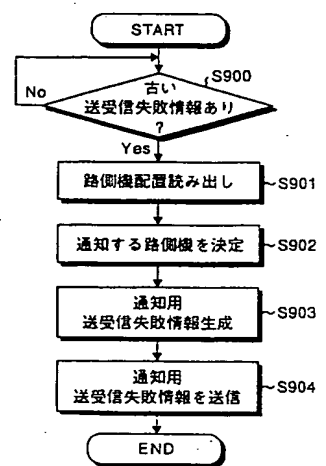 START
S900
古い
送受信失敗情報あり
?
No
Yes
路側機配置読み出し
S901
通知する路側機を決定
S902
通知用
送受信失敗情報生成
S903
通知用
送受信失敗情報を送信
S904
END